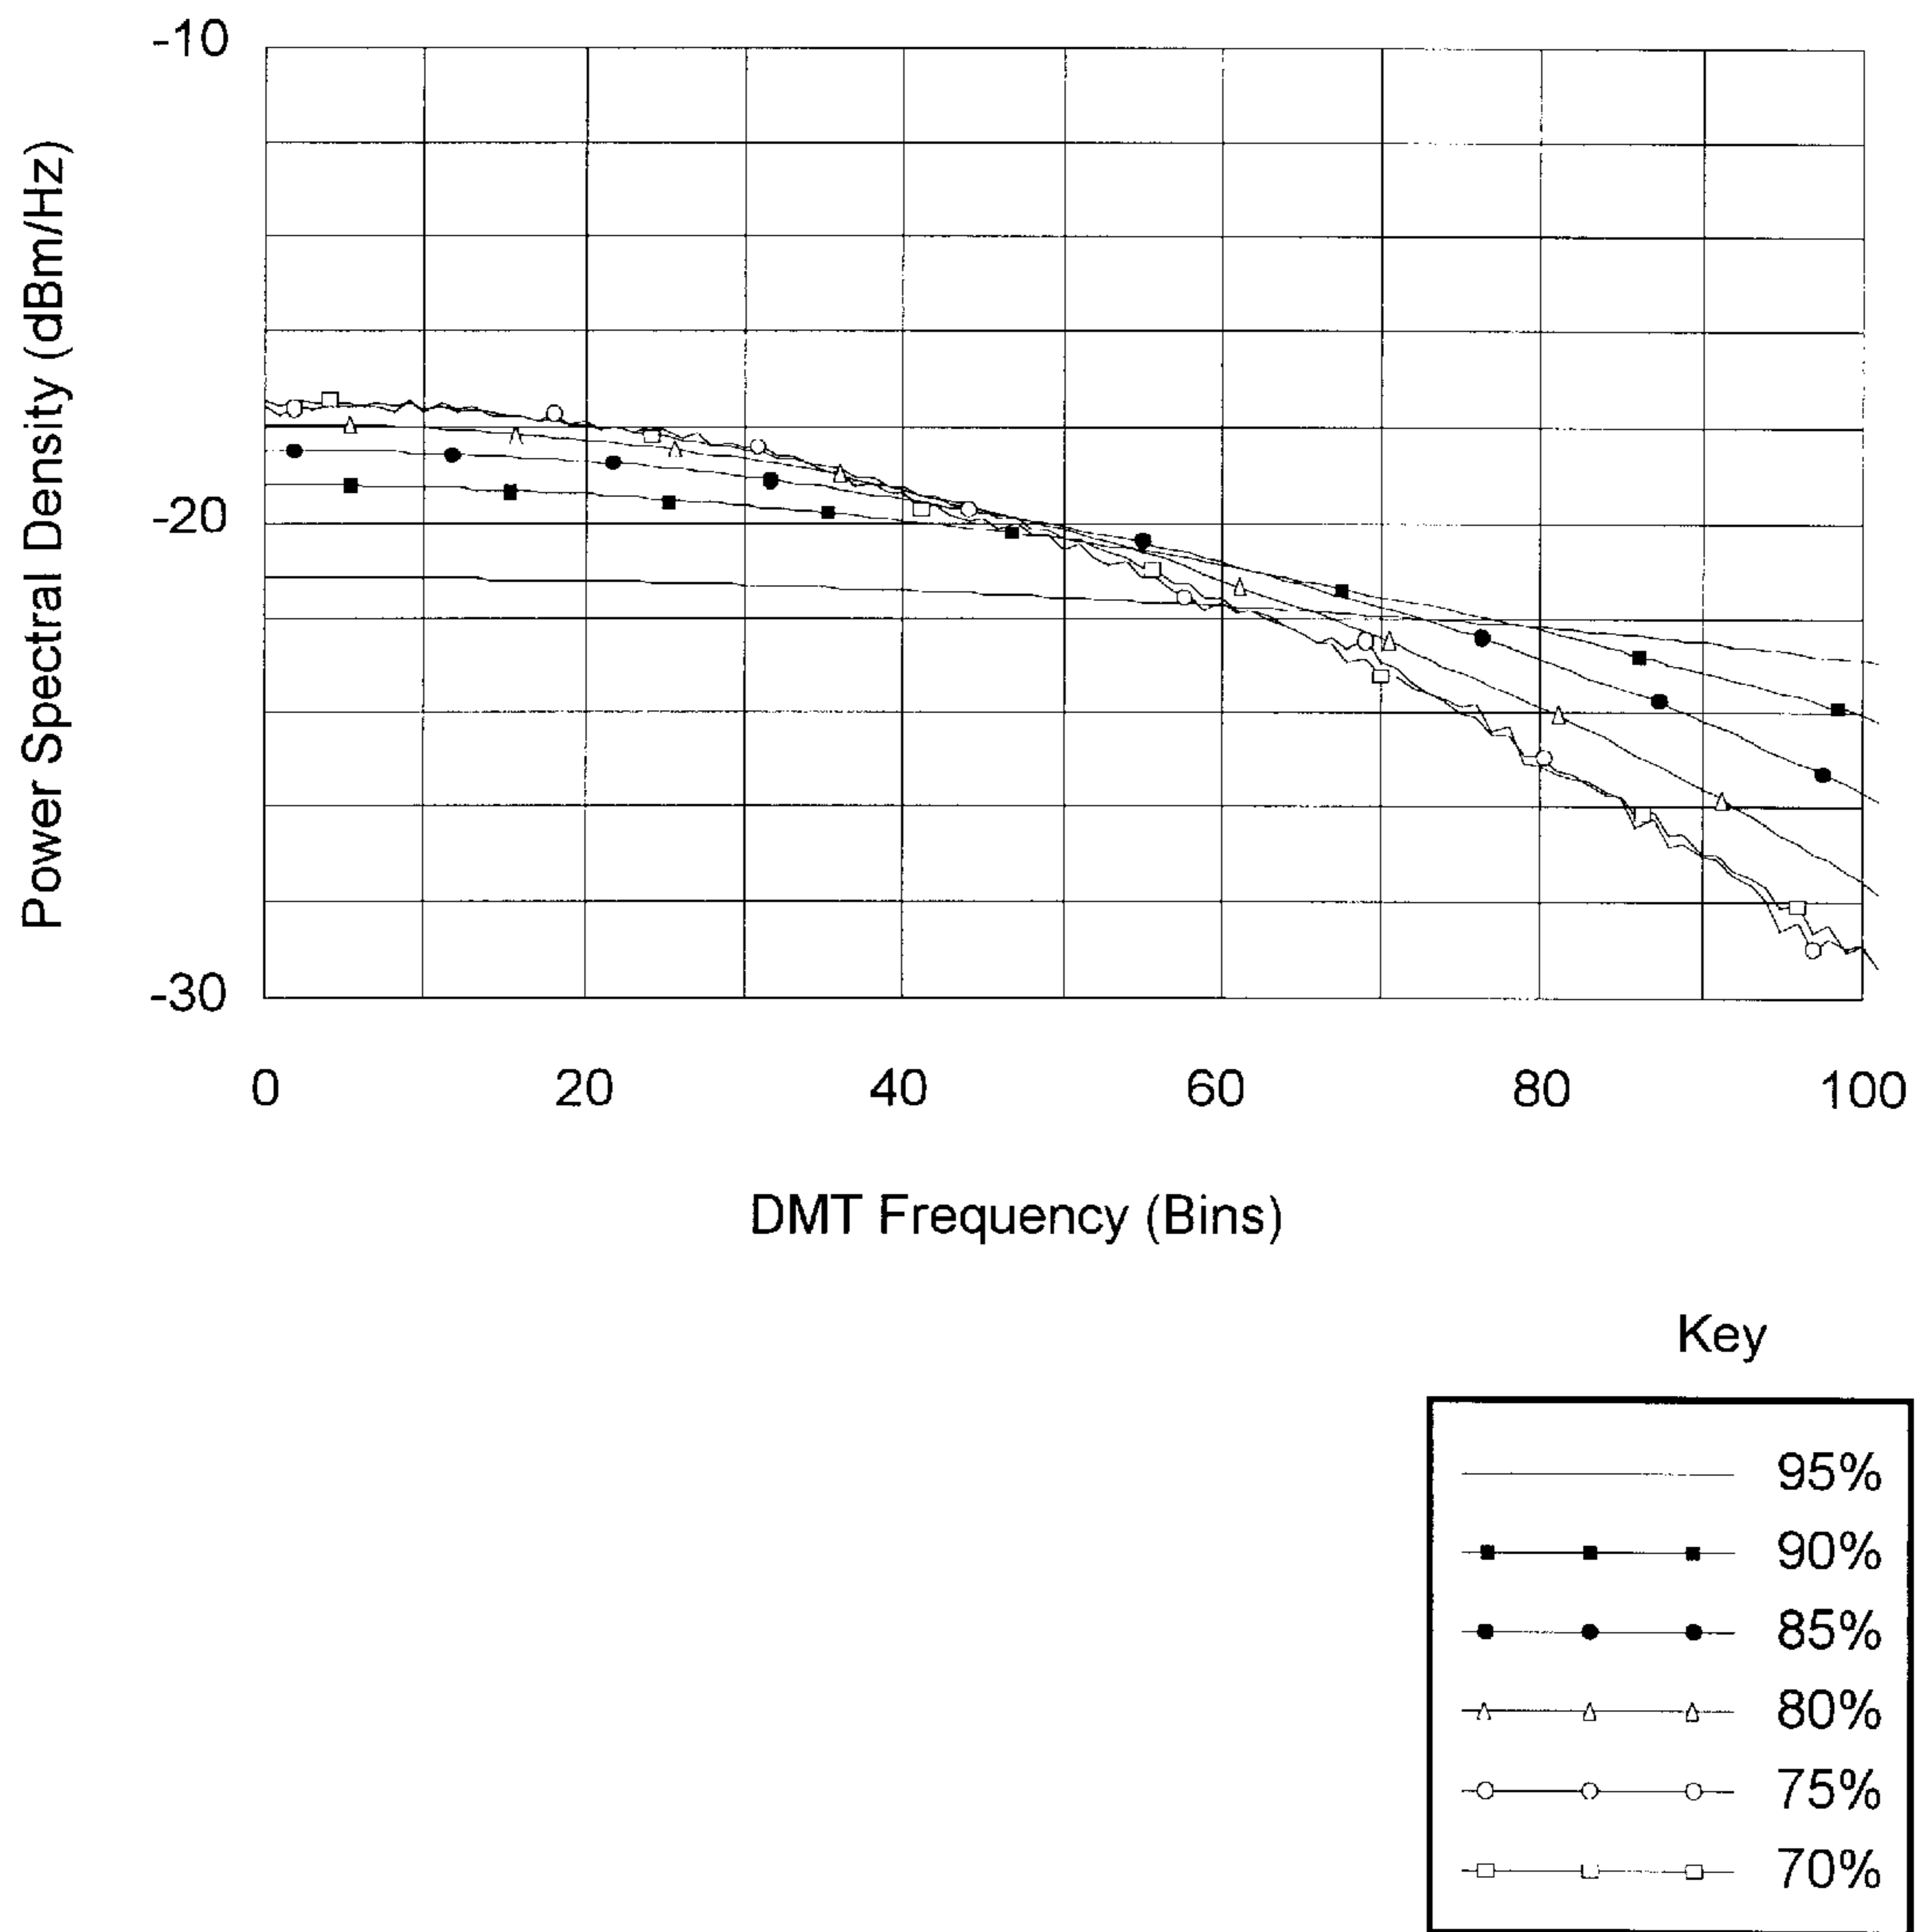 -10
-20
-30
Power Spectral Density (dBm/Hz)
0 20 40 60 80 100
DMT Frequency (Bins)
Key
95%
90%
85%
80%
75%
70%